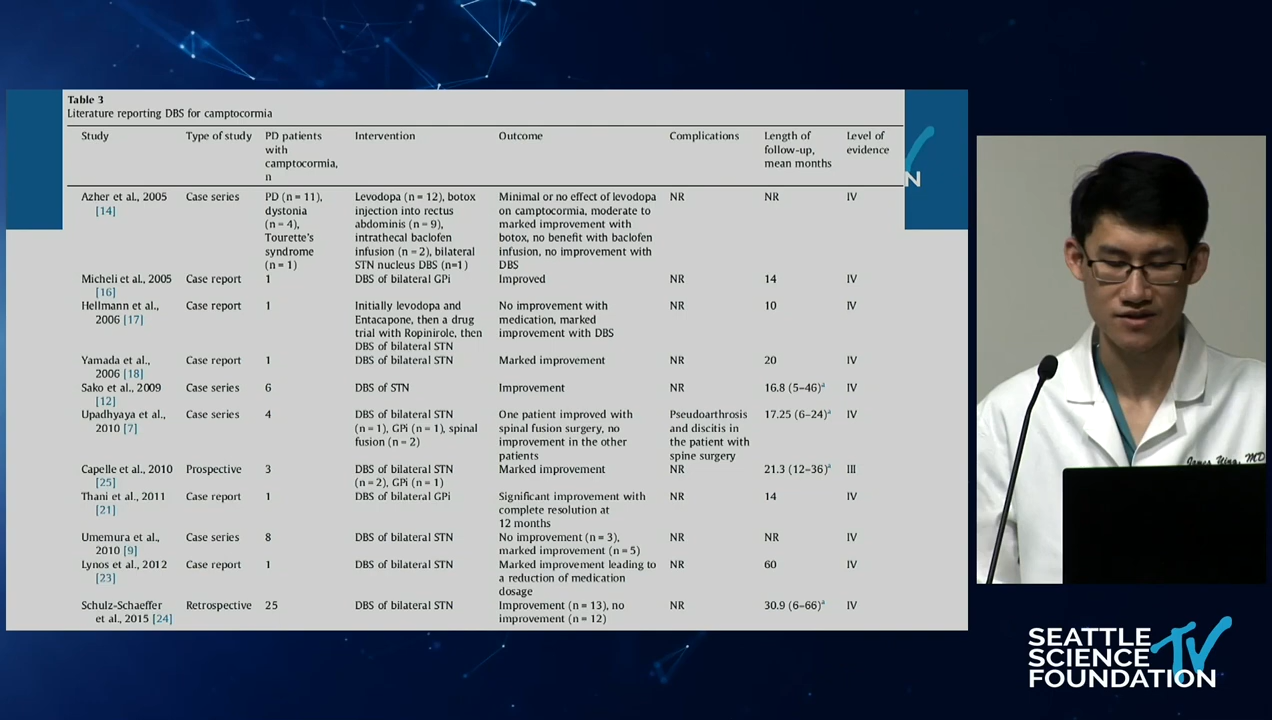 Table 3
Literature reporting DBS for camptocormia
Study Type of study PD patients with camptocormia, n Intervention Outcome Complications Length of follow-up, mean months Level of evidence
Azher et al., 2005 [14] Case series PD (n = 11), dystonia (n = 4), Tourette's syndrome (n = 1) Levodopa (n = 12), botox injection into rectus abdominis (n = 9), intrathecal baclofen infusion (n = 2), bilateral STN nucleus DBS (n=1) Minimal or no effect of levodopa on camptocormia, moderate to marked improvement with botox, no benefit with baclofen infusion, no improvement with DBS NR NR IV
Micheli et al., 2005 [16] Case report 1 DBS of bilateral GPi Improved NR 14 IV
Hellmann et al., 2006 [17] Case report 1 Initially levodopa and Entacapone, then a drug trial with Ropinirole, then DBS of bilateral STN No improvement with medication, marked improvement with DBS NR 10 IV
Yamada et al., 2006 [18] Case report 1 DBS of bilateral STN Marked improvement NR 20 IV
Sako et al., 2009 [12] Case series 6 DBS of STN Improvement NR 16.8 (5–46)a IV
Upadhyaya et al., 2010 [7] Case series 4 DBS of bilateral STN (n = 1), GPi (n = 1), spinal fusion (n = 2) One patient improved with spinal fusion surgery, no improvement in the other patients Pseudoarthrosis and discitis in the patient with spine surgery 17.25 (6–24)a IV
Capelle et al., 2010 [25] Prospective 3 DBS of bilateral STN (n = 2), GPi (n = 1) Marked improvement NR 21.3 (12–36)a III
Thani et al., 2011 [21] Case report 1 DBS of bilateral GPi Significant improvement with complete resolution at 12 months NR 14 IV
Umemura et al., 2010 [9] Case series 8 DBS of bilateral STN No improvement (n = 3), marked improvement (n = 5) NR NR IV
Lynos et al., 2012 [23] Case report 1 DBS of bilateral STN Marked improvement leading to a reduction of medication dosage NR 60 IV
Schulz-Schaeffer et al., 2015 [24] Retrospective 25 DBS of bilateral STN Improvement (n = 13), no improvement (n = 12) NR 30.9 (6–66)a IV
N
James Ying, MD
SEATTLE
SCIENCE TV
FOUNDATION